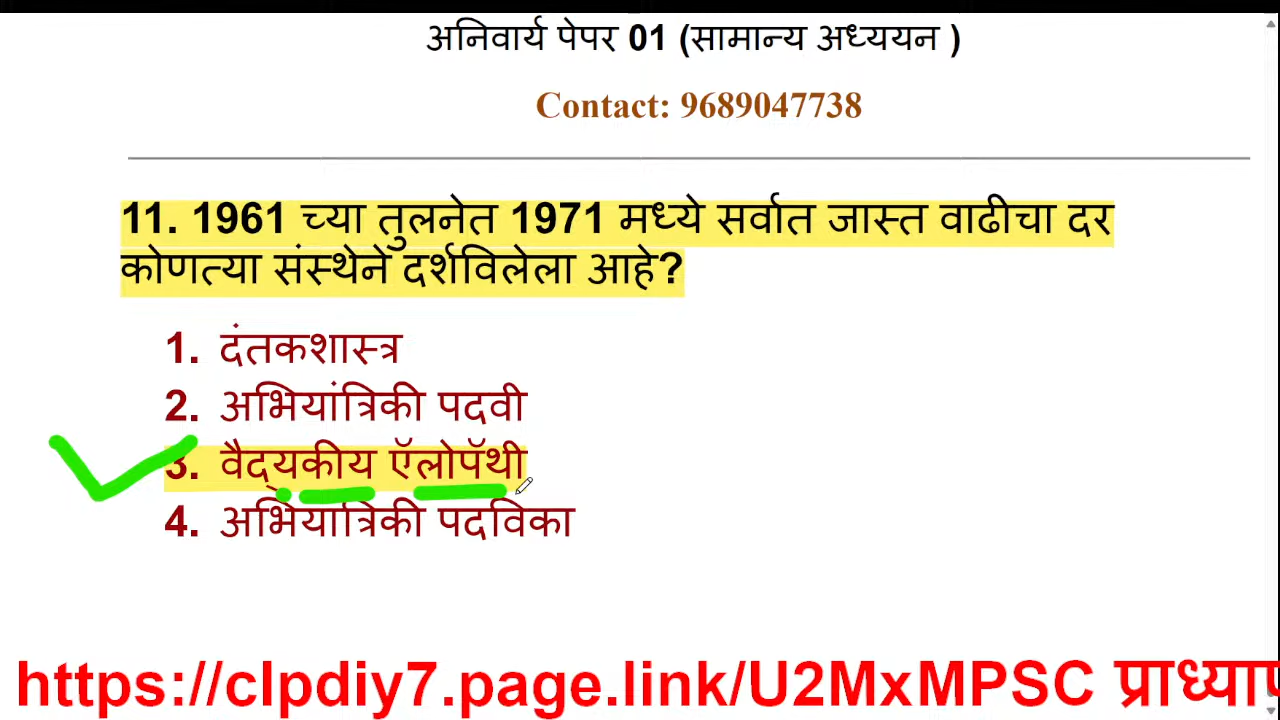 अनिवार्य पेपर 01 (सामान्य अध्ययन )
Contact: 9689047738
11. 1961 च्या तुलनेत 1971 मध्ये सर्वात जास्त वाढीचा दर
कोणत्या संस्थेने दर्शविलेला आहे?
1. दंतकशास्त्र
2. अभियांत्रिकी पदवी
3. वैद्यकीय ऍलोपॅथी
4. अभियांत्रिकी पदविका
https://clpdiy7.page.link/U2MxMPSC